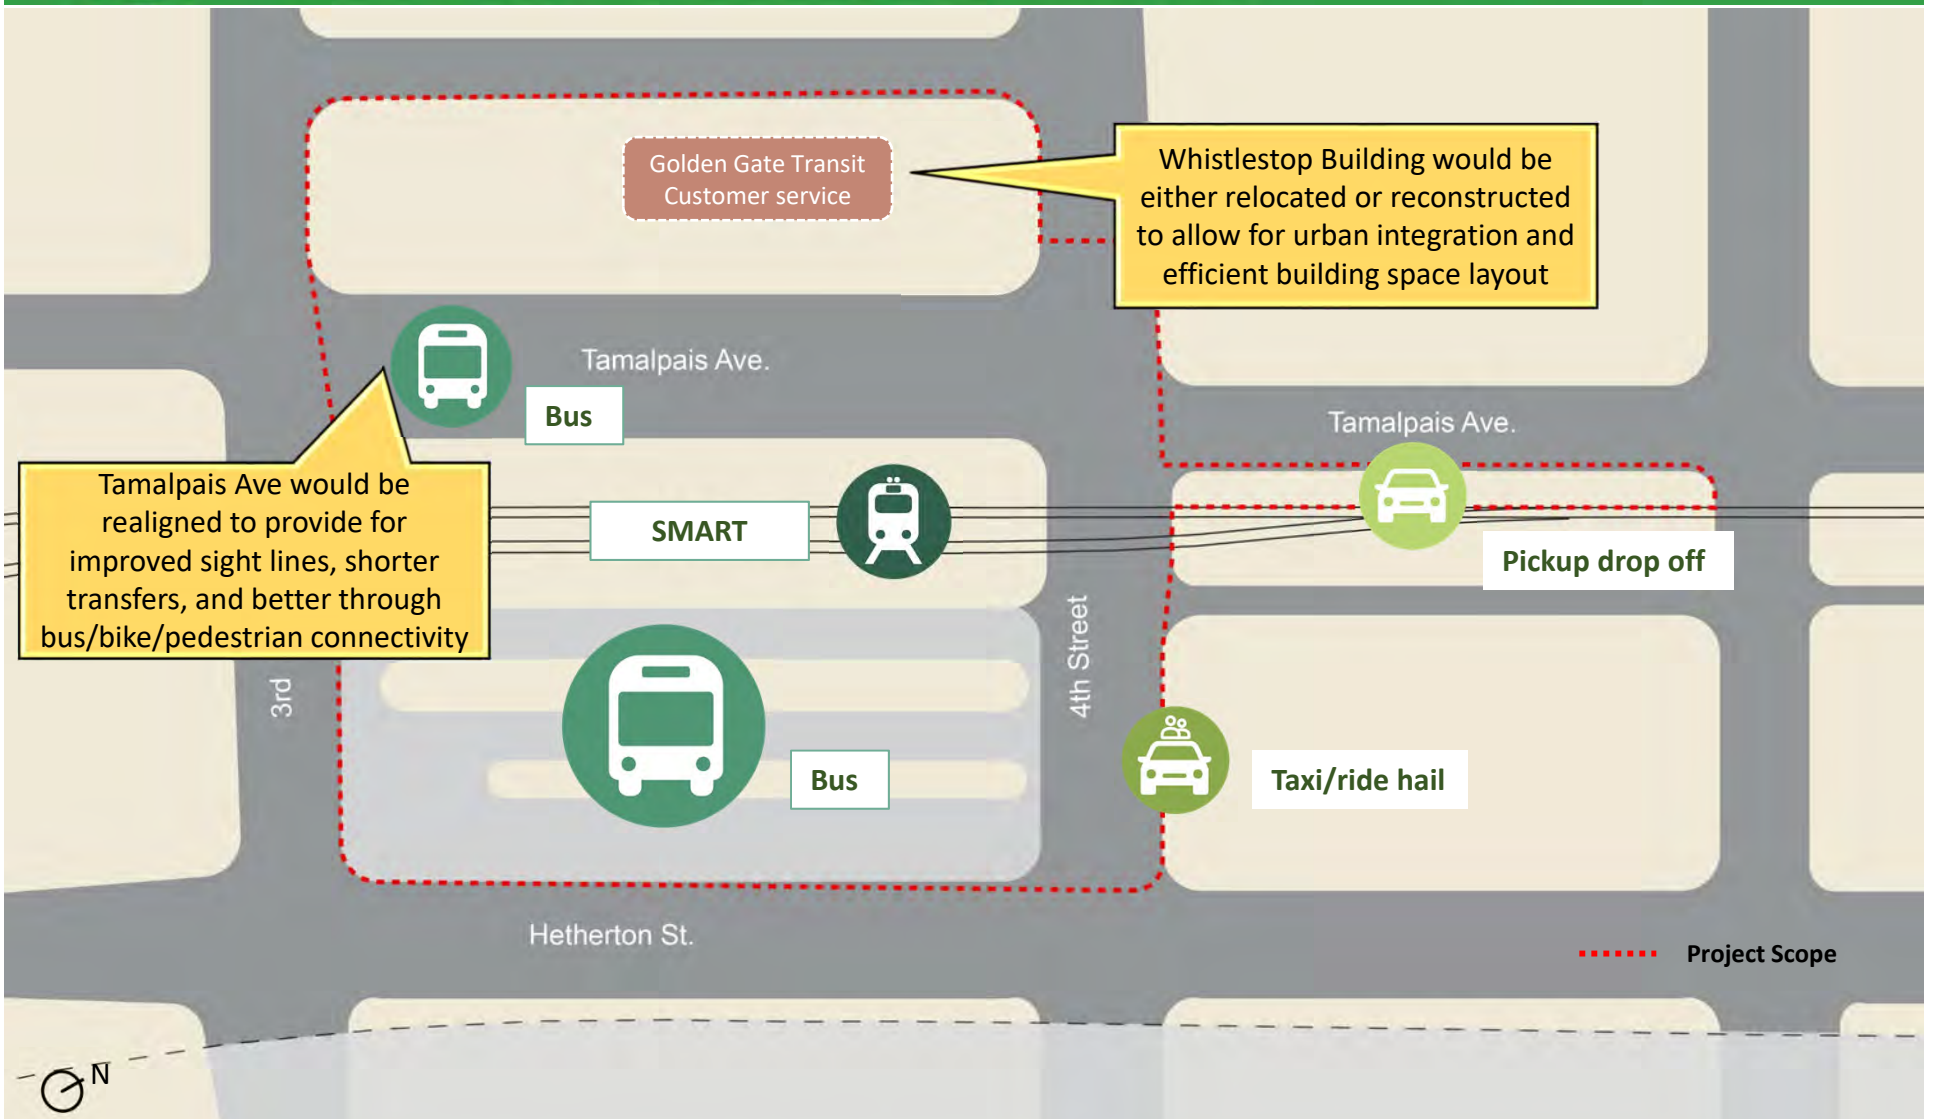 Golden Gate Transit
Customer service
Whistlestop Building would be
either relocated or reconstructed
to allow for urban integration and
efficient building space layout
Tamalpais Ave.
Bus
Tamalpais Ave.
Tamalpais Ave would be
realigned to provide for
improved sight lines, shorter
transfers, and better through
bus/bike/pedestrian connectivity
SMART
Pickup drop off
3rd
4th Street
Bus
Taxi/ride hail
Hetherton St.
Project Scope
N